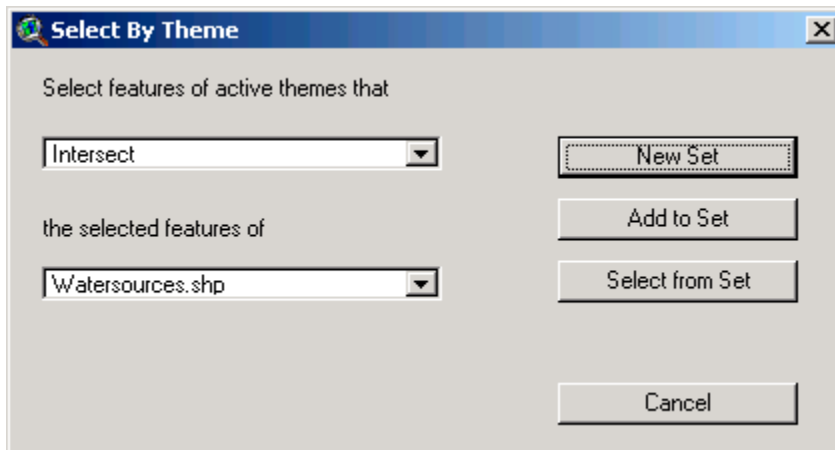 Select By Theme
Select features of active themes that
Intersect
New Set
the selected features of
Add to Set
Watersources.shp
Select from Set
Cancel